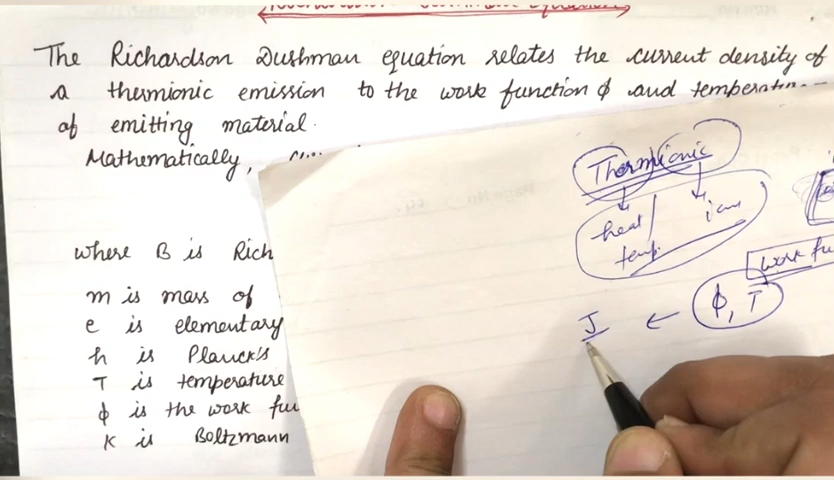 The Richardson Dushman equation relates the current density of
a thermionic emission to the work function ϕ and
of emitting material.
Mathematically,
where B is Rich
m is mass of
e is elementary
h is Planck's
T is temperature
ϕ is the work fu
K is Boltzmann
Thermionic
heat/
temp.
ions
work fu
J ← ϕ, T